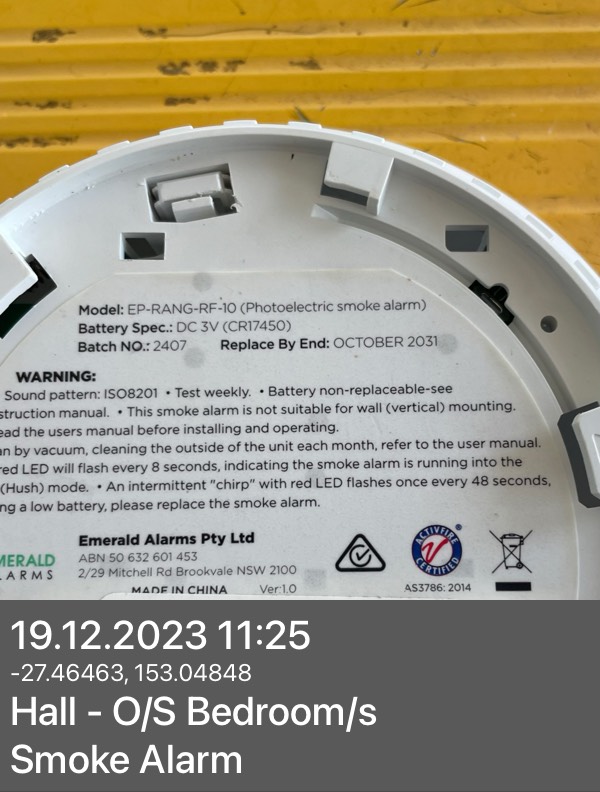 Model: EP-RANG-RF-10 (Photoelectric smoke alarm)
Battery Spec.: DC 3V (CR17450)
Batch NO.: 2407 Replace By End: OCTOBER 2031
WARNING:
Sound pattern: ISO8201 • Test weekly. • Battery non-replaceable-see
struction manual. • This smoke alarm is not suitable for wall (vertical) mounting.
ead the users manual before installing and operating.
an by vacuum, cleaning the outside of the unit each month, refer to the user manual.
red LED will flash every 8 seconds, indicating the smoke alarm is running into the
(Hush) mode. • An intermittent "chirp" with red LED flashes once every 48 seconds,
ng a low battery, please replace the smoke alarm.
Emerald Alarms Pty Ltd
ABN 50 632 601 453
2/29 Mitchell Rd Brookvale NSW 2100
MADE IN CHINA Ver:1.0
MERALD
LARMS
ACTIVFIRE
CERTIFIED
®
AS3786: 2014
19.12.2023 11:25
-27.46463, 153.04848
Hall - O/S Bedroom/s
Smoke Alarm